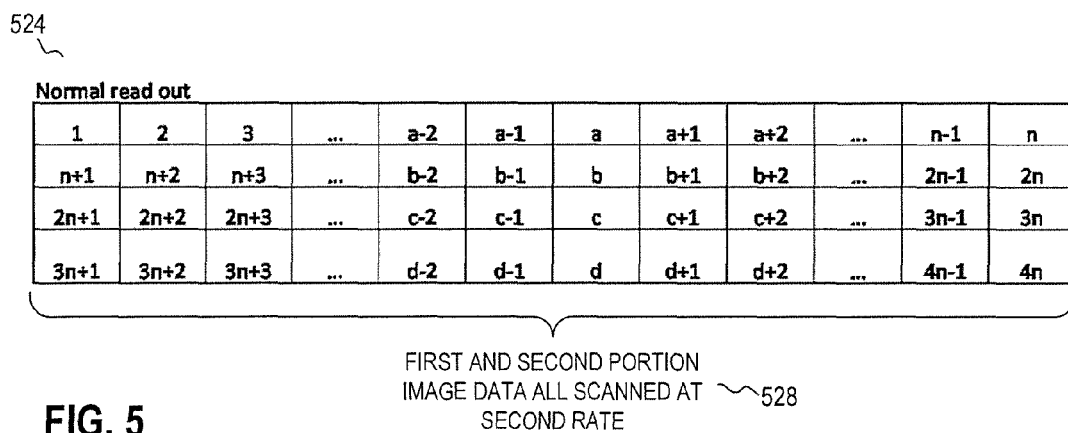 524
Normal read out
1 2 3 ... a-2 a-1 a a+1 a+2 ... n-1 n
n+1 n+2 n+3 ... b-2 b-1 b b+1 b+2 ... 2n-1 2n
2n+1 2n+2 2n+3 ... c-2 c-1 c c+1 c+2 ... 3n-1 3n
3n+1 3n+2 3n+3 ... d-2 d-1 d d+1 d+2 ... 4n-1 4n
FIRST AND SECOND PORTION
IMAGE DATA ALL SCANNED AT 528
SECOND RATE
FIG. 5